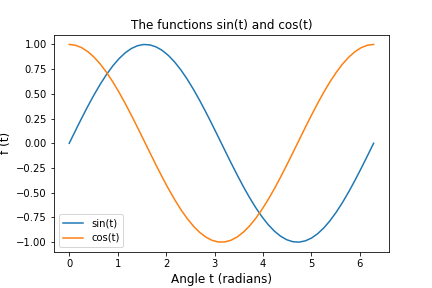 The functions sin(t) and cos(t)
1.00
0.75
0.50
0.25
0.00
−0.25
−0.50
−0.75
−1.00
f (t)
sin(t)
cos(t)
0 1 2 3 4 5 6
Angle t (radians)